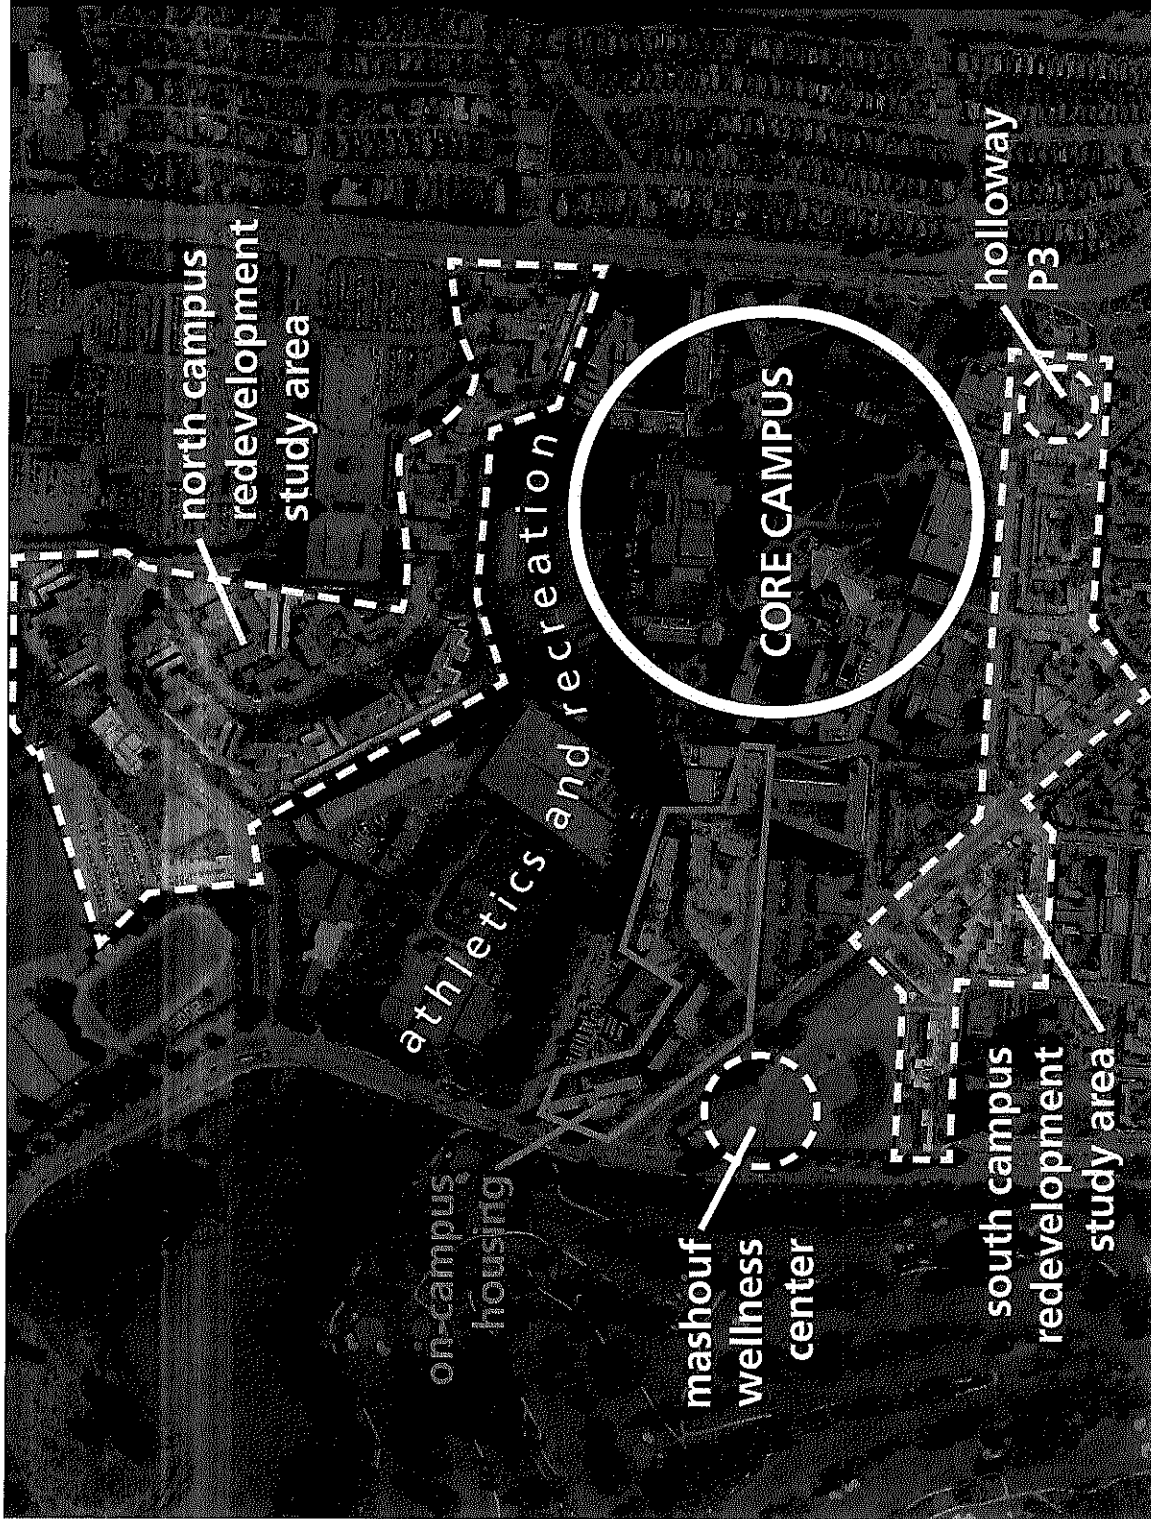 north campus
redevelopment
study area
athletics and recreation
CORE CAMPUS
on-campus
housing
mashouf
wellness
center
holloway
P3
south campus
redevelopment
study area